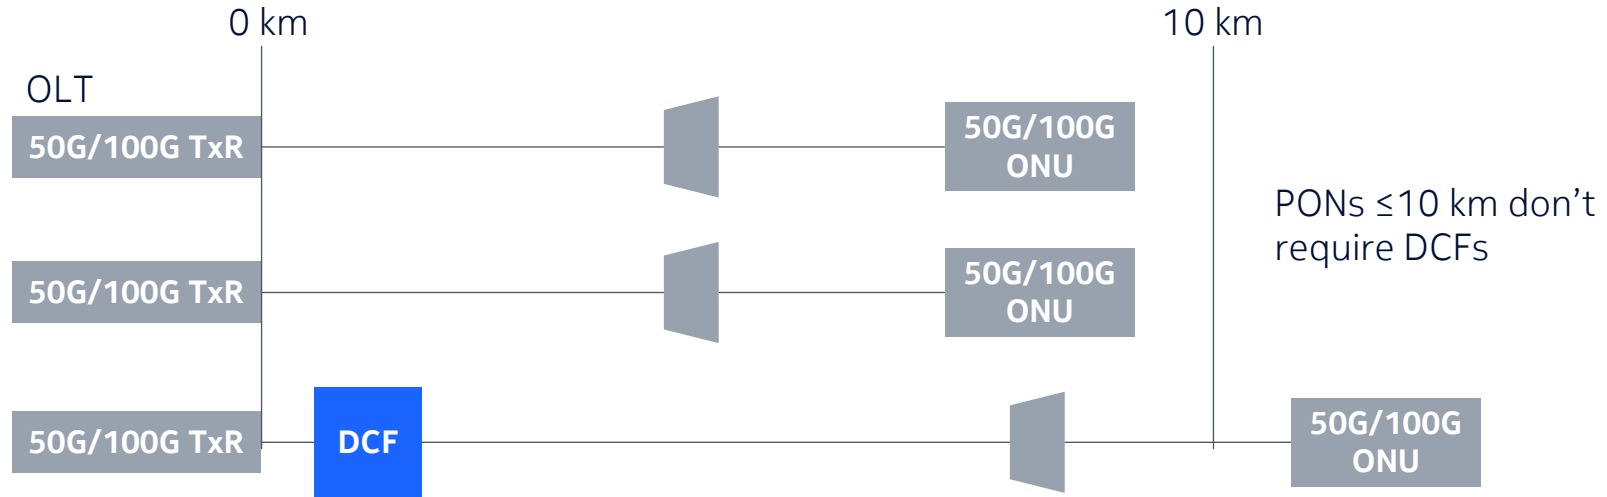 0 km
10 km
OLT
50G/100G TxR
50G/100G
ONU
PONs ≤10 km don’t
require DCFs
50G/100G TxR
50G/100G
ONU
50G/100G TxR
DCF
50G/100G
ONU